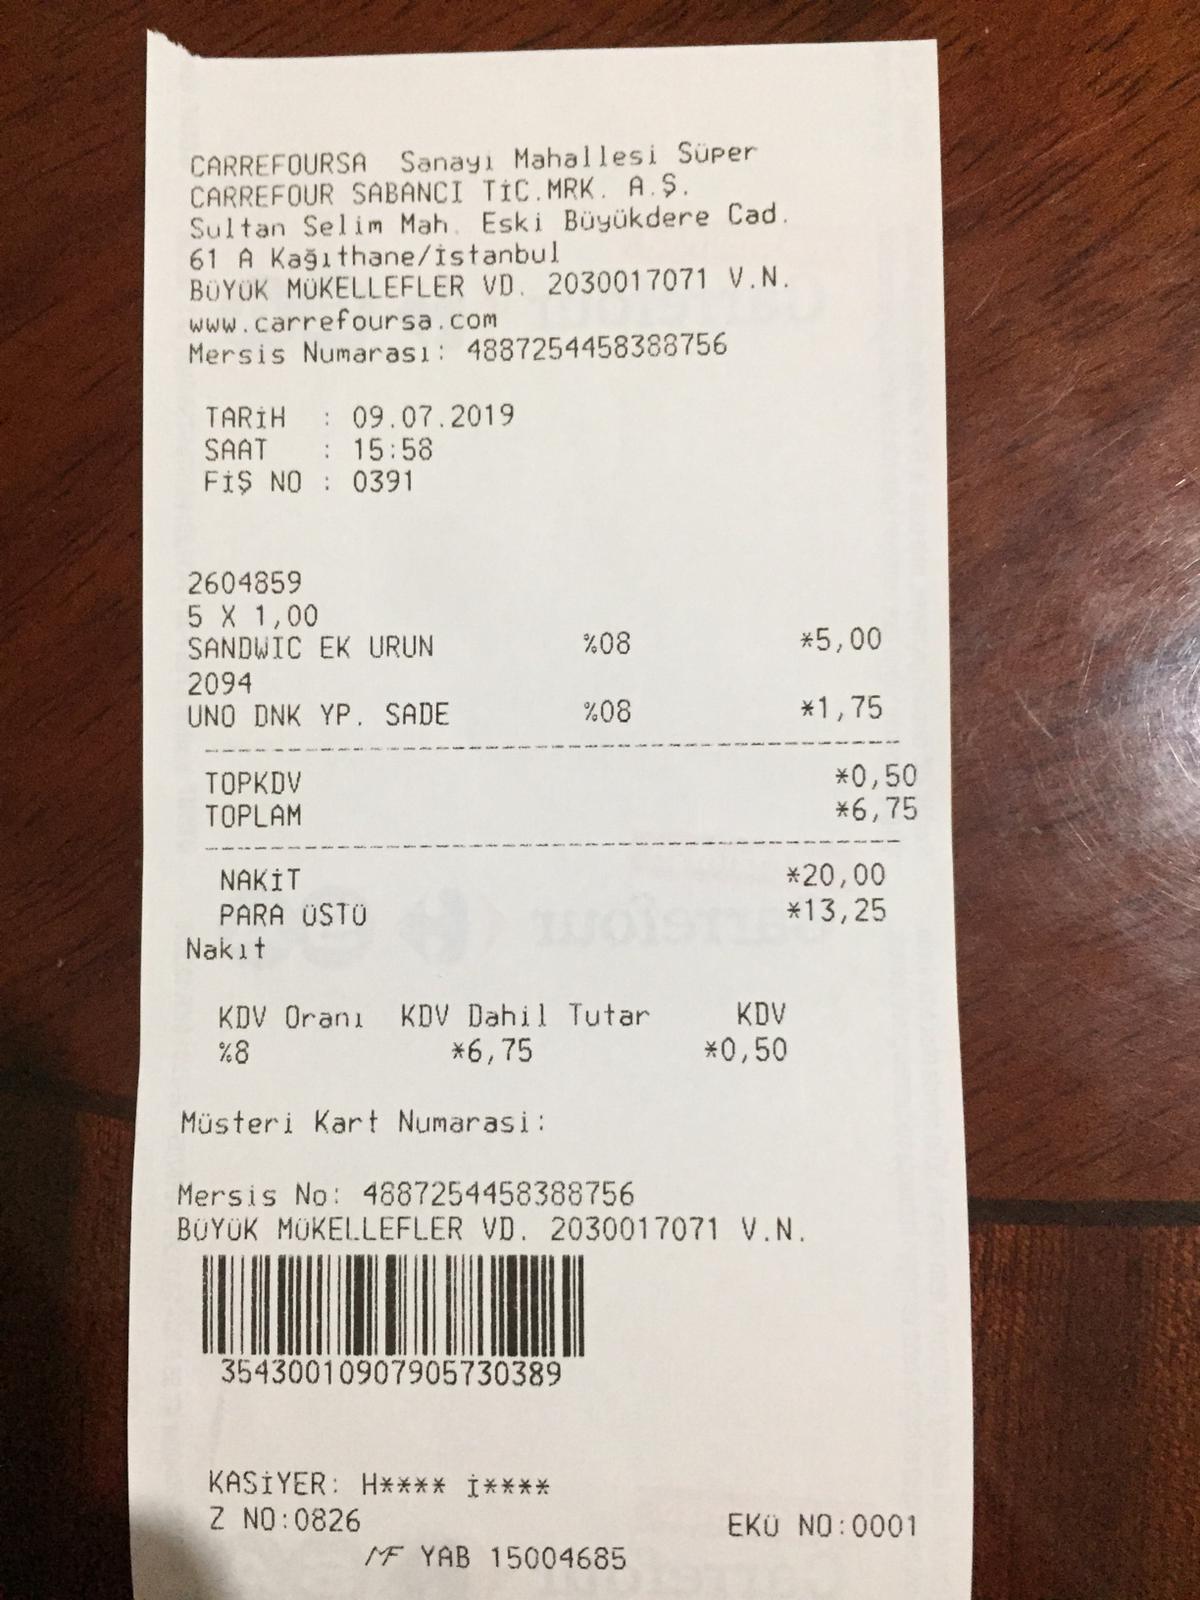 CARREFOURSA Sanayi Mahallesi Süper
CARREFOUR SABANCI TİC.MRK. A.Ş.
Sultan Selim Mah. Eski Büyükdere Cad.
61 A Kağıthane/İstanbul
BÜYÜK MÜKELLEFLER VD. 2030017071 V.N.
www.carrefoursa.com
Mersis Numarası: 4887254458388756
TARİH : 09.07.2019
SAAT : 15:58
FİŞ NO : 0391
2604859
5 X 1,00
SANDWIC EK URUN %08 *5,00
2094
UNO DNK YP. SADE %08 *1,75
TOPKDV *0,50
TOPLAM *6,75
NAKİT *20,00
PARA ÜSTÜ *13,25
Nakıt
KDV Oranı KDV Dahil Tutar KDV
%8 *6,75 *0,50
Müsteri Kart Numarasi:
Mersis No: 4887254458388756
BÜYÜK MÜKELLEFLER VD. 2030017071 V.N.
35430010907905730389
KASİYER: H**** İ****
Z NO:0826 EKÜ NO:0001
MF YAB 15004685